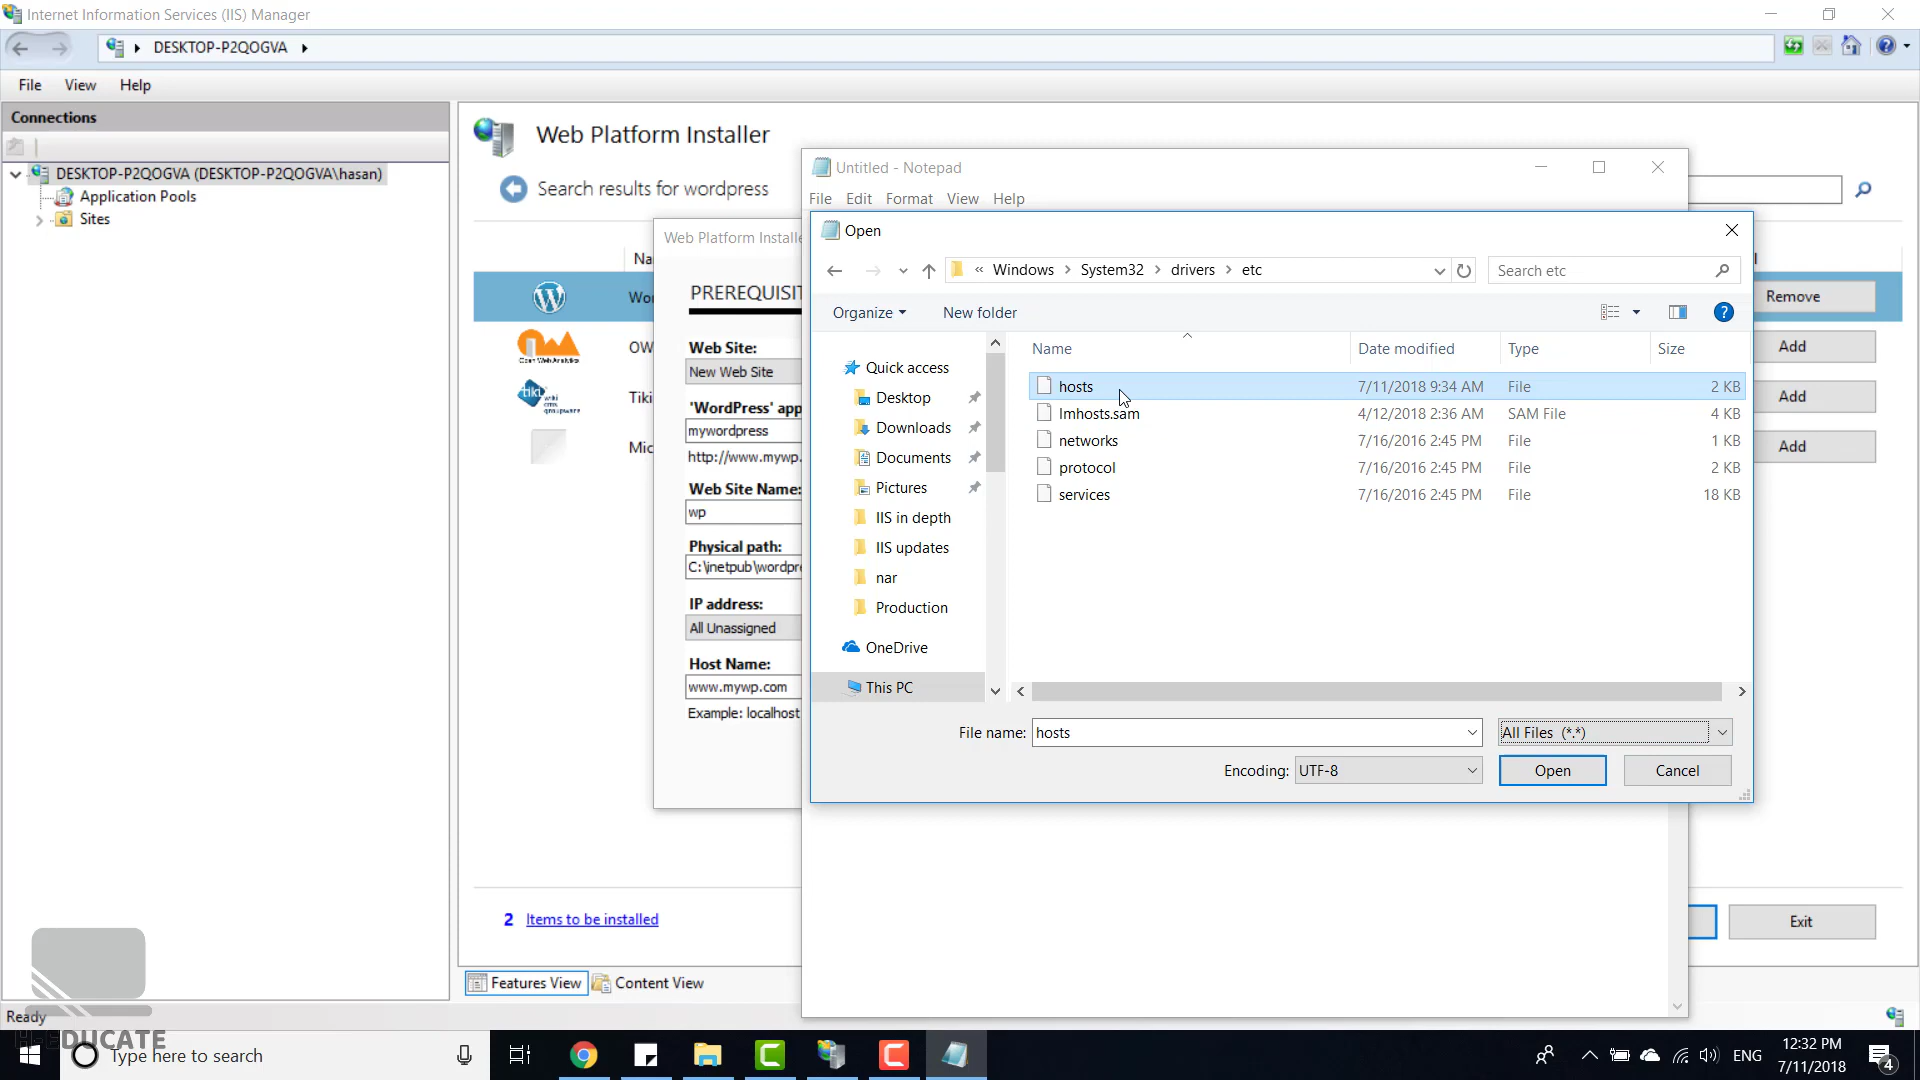 Internet Information Services (IIS) Manager
DESKTOP-P2QOGVA
File View Help
Connections
DESKTOP-P2QOGVA (DESKTOP-P2QOGVA\hasan)
Application Pools
Sites
Web Platform Installer
Search results for wordpress
Na
Wor
OW
Tiki
Mic
Remove
Add
Add
Add
2 Items to be installed
Exit
Features View
Content View
Ready
Web Platform Installe
PREREQUISIT
Web Site:
New Web Site
'WordPress' app
mywordpress
http://www.mywp.
Web Site Name:
wp
Physical path:
C:\inetpub\wordpre
IP address:
All Unassigned
Host Name:
www.mywp.com
Example: localhost
Untitled - Notepad
File Edit Format View Help
Open
« Windows > System32 > drivers > etc
Search etc
Organize
New folder
Quick access
Desktop
Downloads
Documents
Pictures
IIS in depth
IIS updates
nar
Production
OneDrive
This PC
Name Date modified Type Size
hosts 7/11/2018 9:34 AM File 2 KB
lmhosts.sam 4/12/2018 2:36 AM SAM File 4 KB
networks 7/16/2016 2:45 PM File 1 KB
protocol 7/16/2016 2:45 PM File 2 KB
services 7/16/2016 2:45 PM File 18 KB
File name: hosts
All Files (*.*)
Encoding: UTF-8
Open
Cancel
H-EDUCATE
Type here to search
ENG
12:32 PM
7/11/2018
4